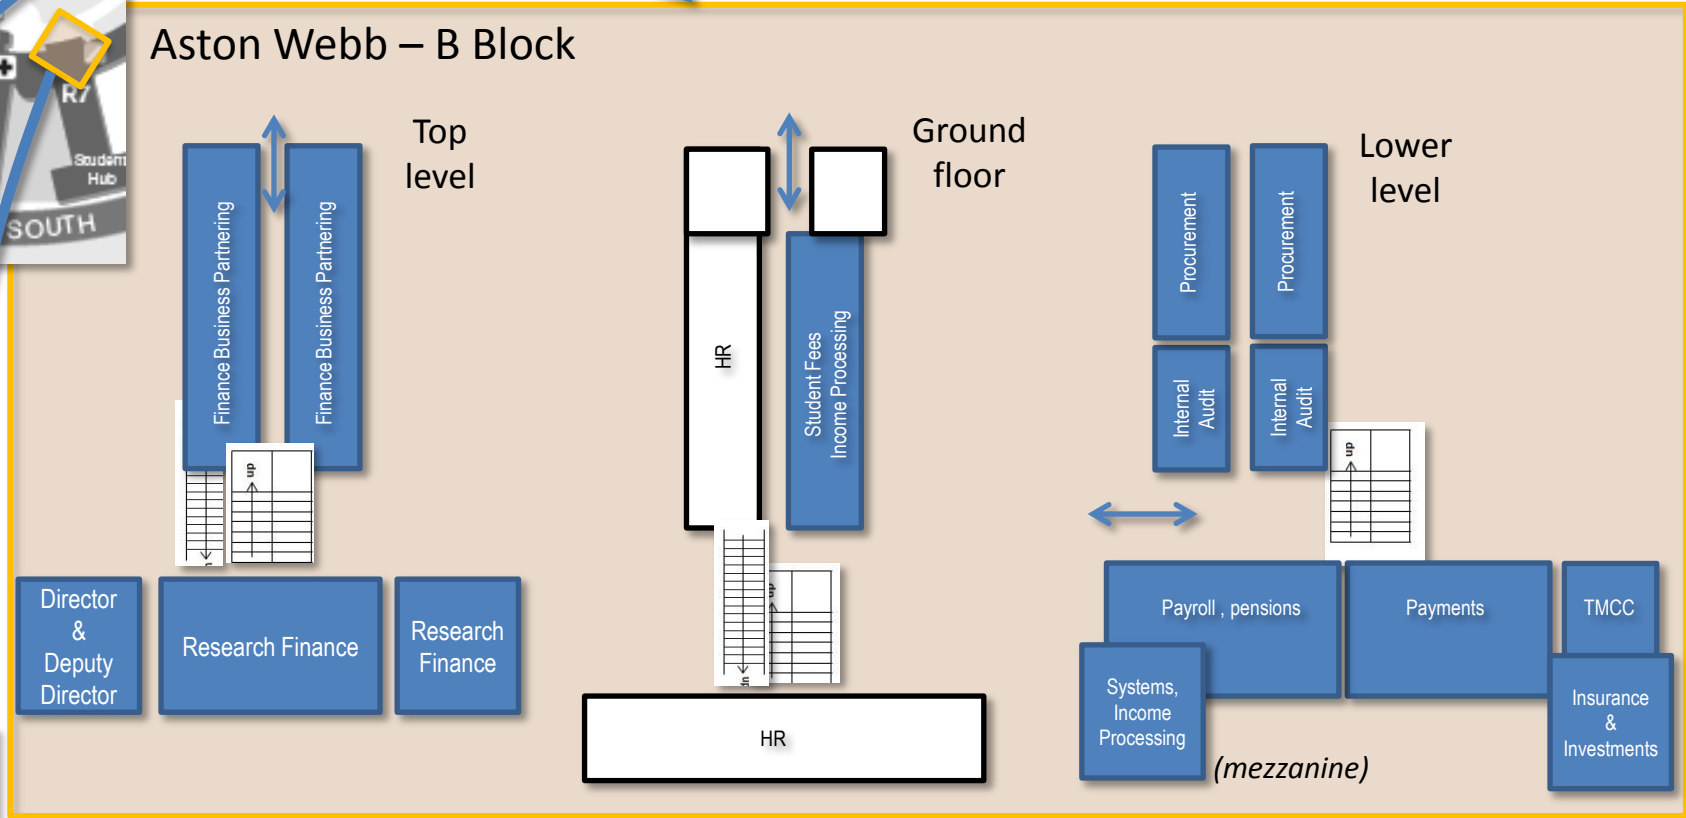 Aston Webb – B Block
R7
Student
Hub
SOUTH
Top
level
Finance Business Partnering
Finance Business Partnering
up
Director
&
Deputy
Director
Research Finance
Research
Finance
Ground
floor
HR
Student Fees
Income Processing
dn
up
HR
Lower
level
Procurement
Procurement
Internal
Audit
Internal
Audit
up
Payroll , pensions
Payments
TMCC
Systems,
Income
Processing
(mezzanine)
Insurance
&
Investments